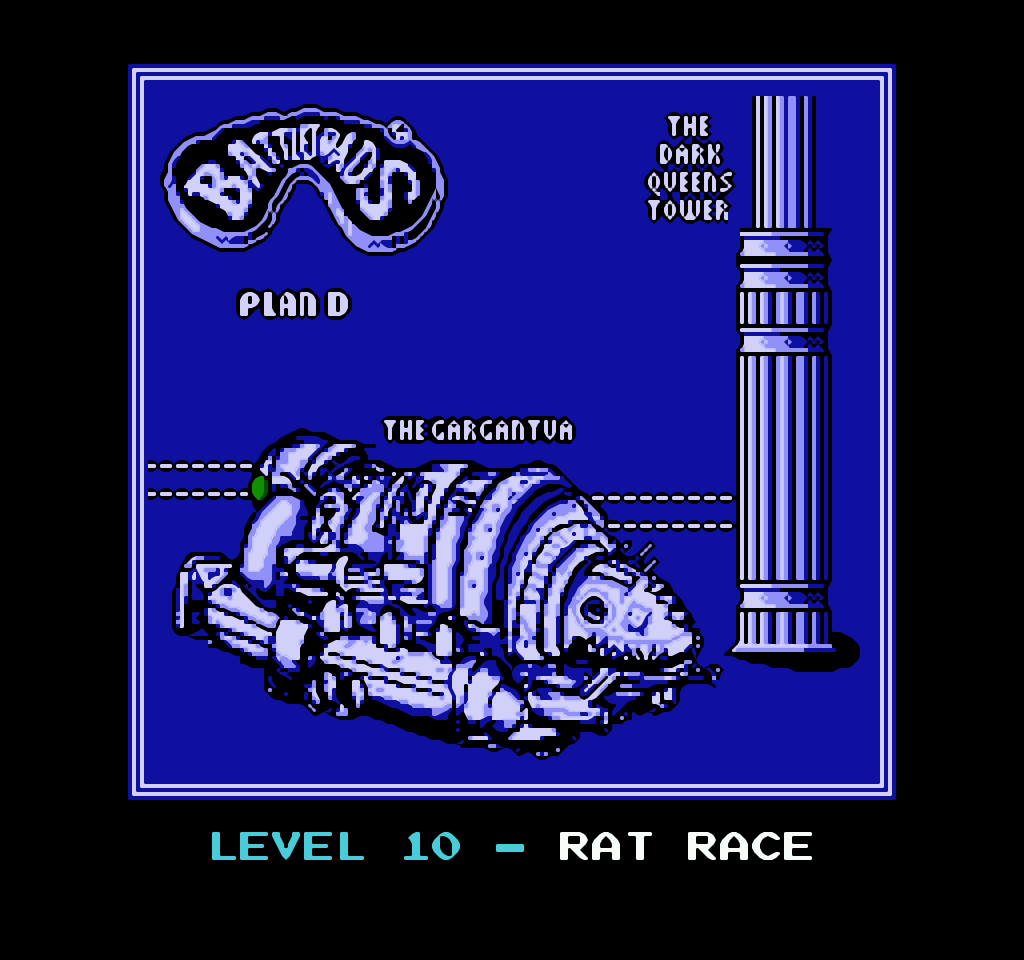 BATTLETOADS
THE
DARK
QUEENS
TOWER
PLAN D
THE GARGANTUA
LEVEL 10 - RAT RACE